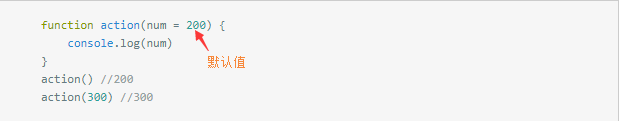 function action(num = 200) {
    console.log(num)
}
默认值
action() //200
action(300) //300